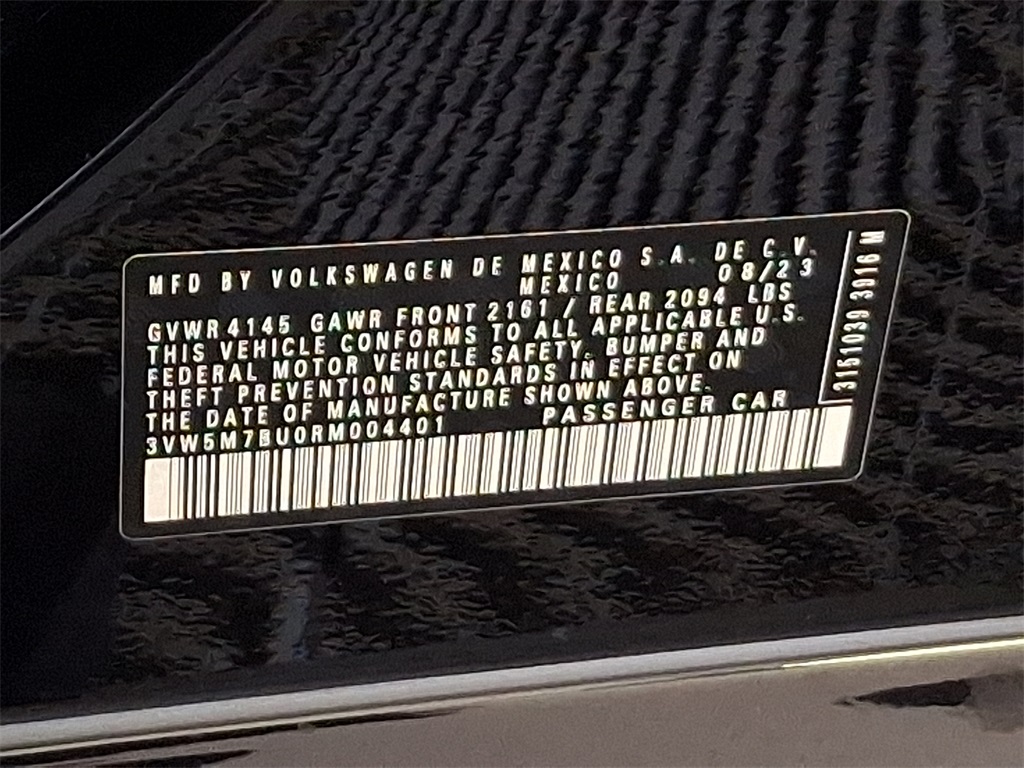 MFD BY VOLKSWAGEN DE MEXICO S.A. DE C.V.
MEXICO 08/23
GVWR 4145 GAWR FRONT 2161 / REAR 2094 LBS
THIS VEHICLE CONFORMS TO ALL APPLICABLE U.S.
FEDERAL MOTOR VEHICLE SAFETY, BUMPER AND
THEFT PREVENTION STANDARDS IN EFFECT ON
THE DATE OF MANUFACTURE SHOWN ABOVE.
3VW5M7BU0RM004401 PASSENGER CAR
3151039 3016 M